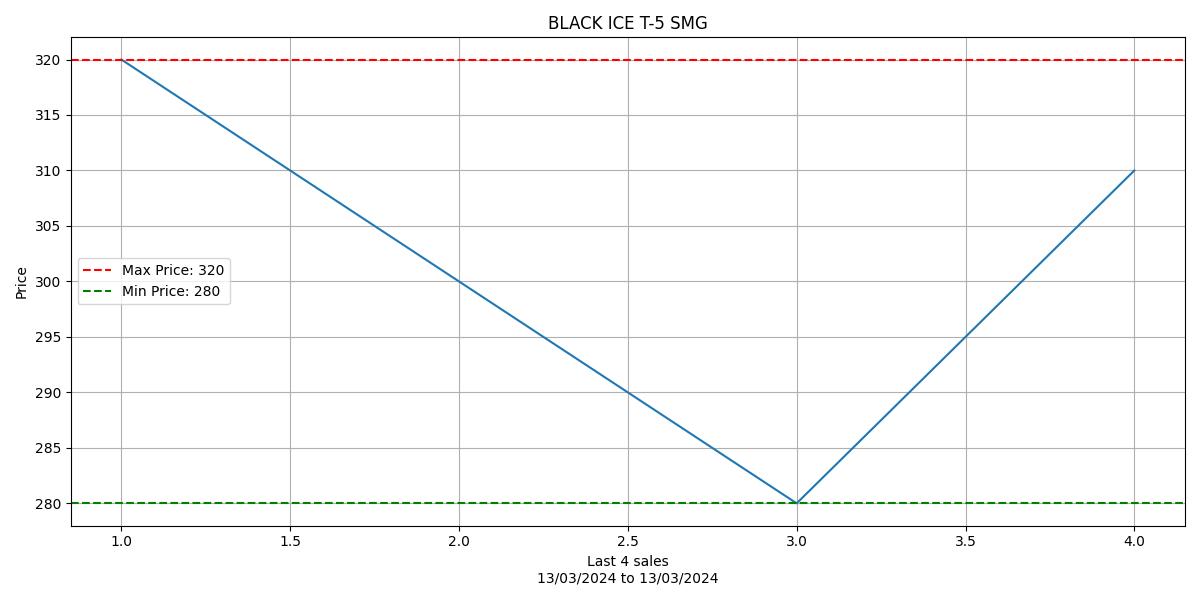 BLACK ICE T-5 SMG
320
315
310
305
300
295
290
285
280
Price
Max Price: 320
Min Price: 280
1.0 1.5 2.0 2.5 3.0 3.5 4.0
Last 4 sales
13/03/2024 to 13/03/2024